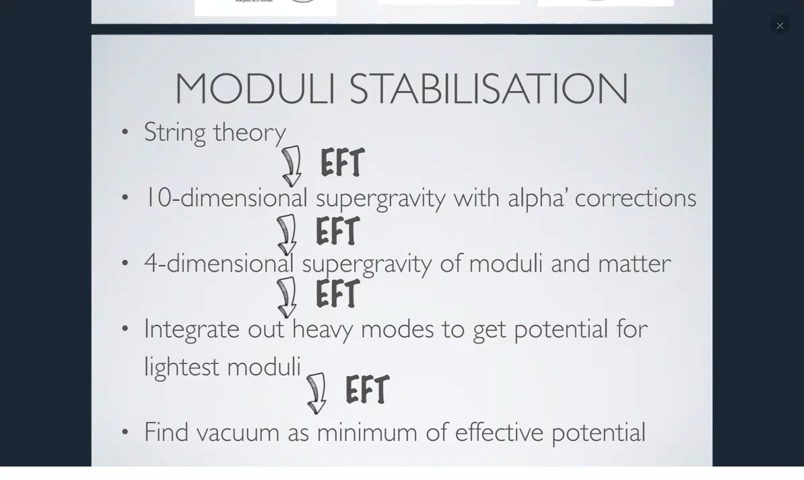 MODULI STABILISATION
• String theory
EFT
• 10-dimensional supergravity with alpha' corrections
EFT
• 4-dimensional supergravity of moduli and matter
EFT
• Integrate out heavy modes to get potential for
lightest moduli
EFT
• Find vacuum as minimum of effective potential